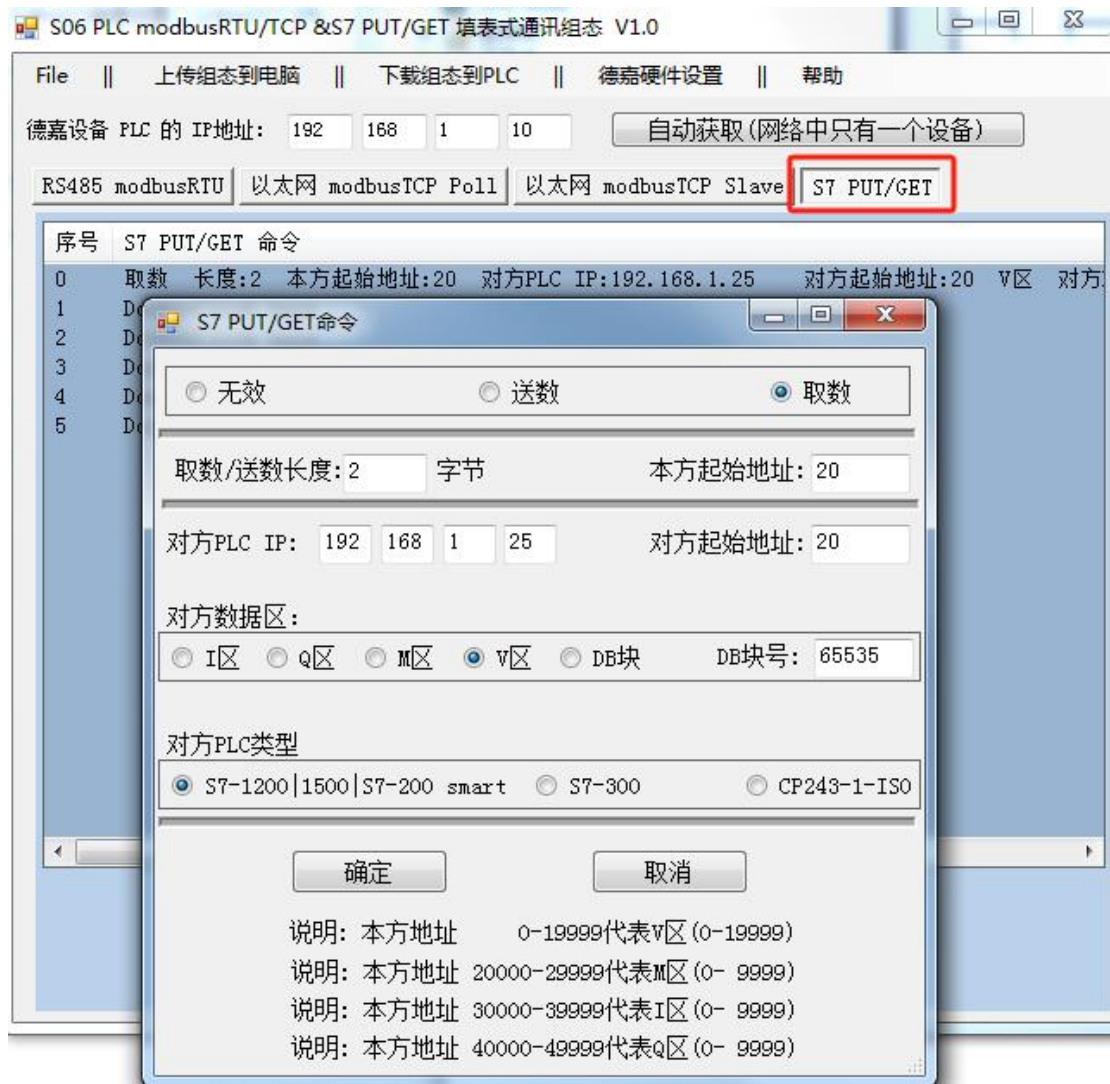 S06 PLC modbusRTU/TCP &S7 PUT/GET 填表式通讯组态 V1.0
File || 上传组态到电脑 || 下载组态到PLC || 德嘉硬件设置 || 帮助
德嘉设备 PLC 的 IP地址: 192 168 1 10 自动获取(网络中只有一个设备)
RS485 modbusRTU 以太网 modbusTCP Poll 以太网 modbusTCP Slave S7 PUT/GET
序号 S7 PUT/GET 命令
0 取数 长度:2 本方起始地址:20 对方PLC IP:192.168.1.25 对方起始地址:20 V区 对方
1
2
3
4
5
S7 PUT/GET命令
无效 送数 取数
取数/送数长度: 2 字节 本方起始地址: 20
对方PLC IP: 192 168 1 25 对方起始地址: 20
对方数据区:
I区 Q区 M区 V区 DB块 DB块号: 65535
对方PLC类型
S7-1200|1500|S7-200 smart S7-300 CP243-1-ISO
确定 取消
说明: 本方地址 0-19999代表V区(0-19999)
说明: 本方地址 20000-29999代表M区(0- 9999)
说明: 本方地址 30000-39999代表I区(0- 9999)
说明: 本方地址 40000-49999代表Q区(0- 9999)